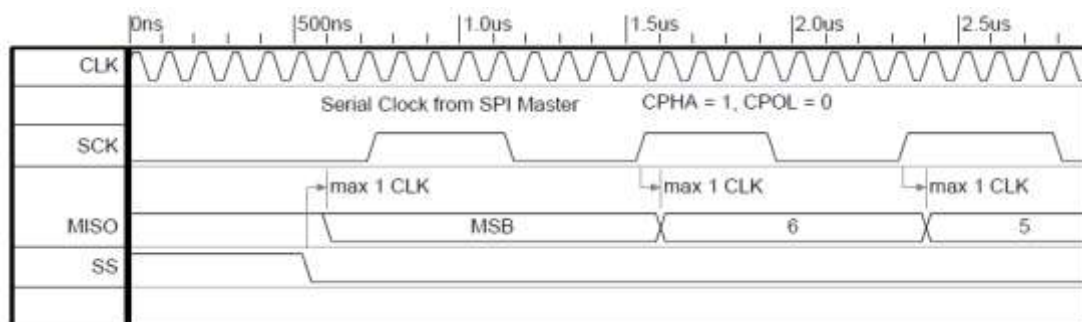 0ns 500ns 1.0us 1.5us 2.0us 2.5us
CLK
Serial Clock from SPI Master CPHA = 1, CPOL = 0
SCK
max 1 CLK max 1 CLK max 1 CLK
MISO MSB 6 5
SS